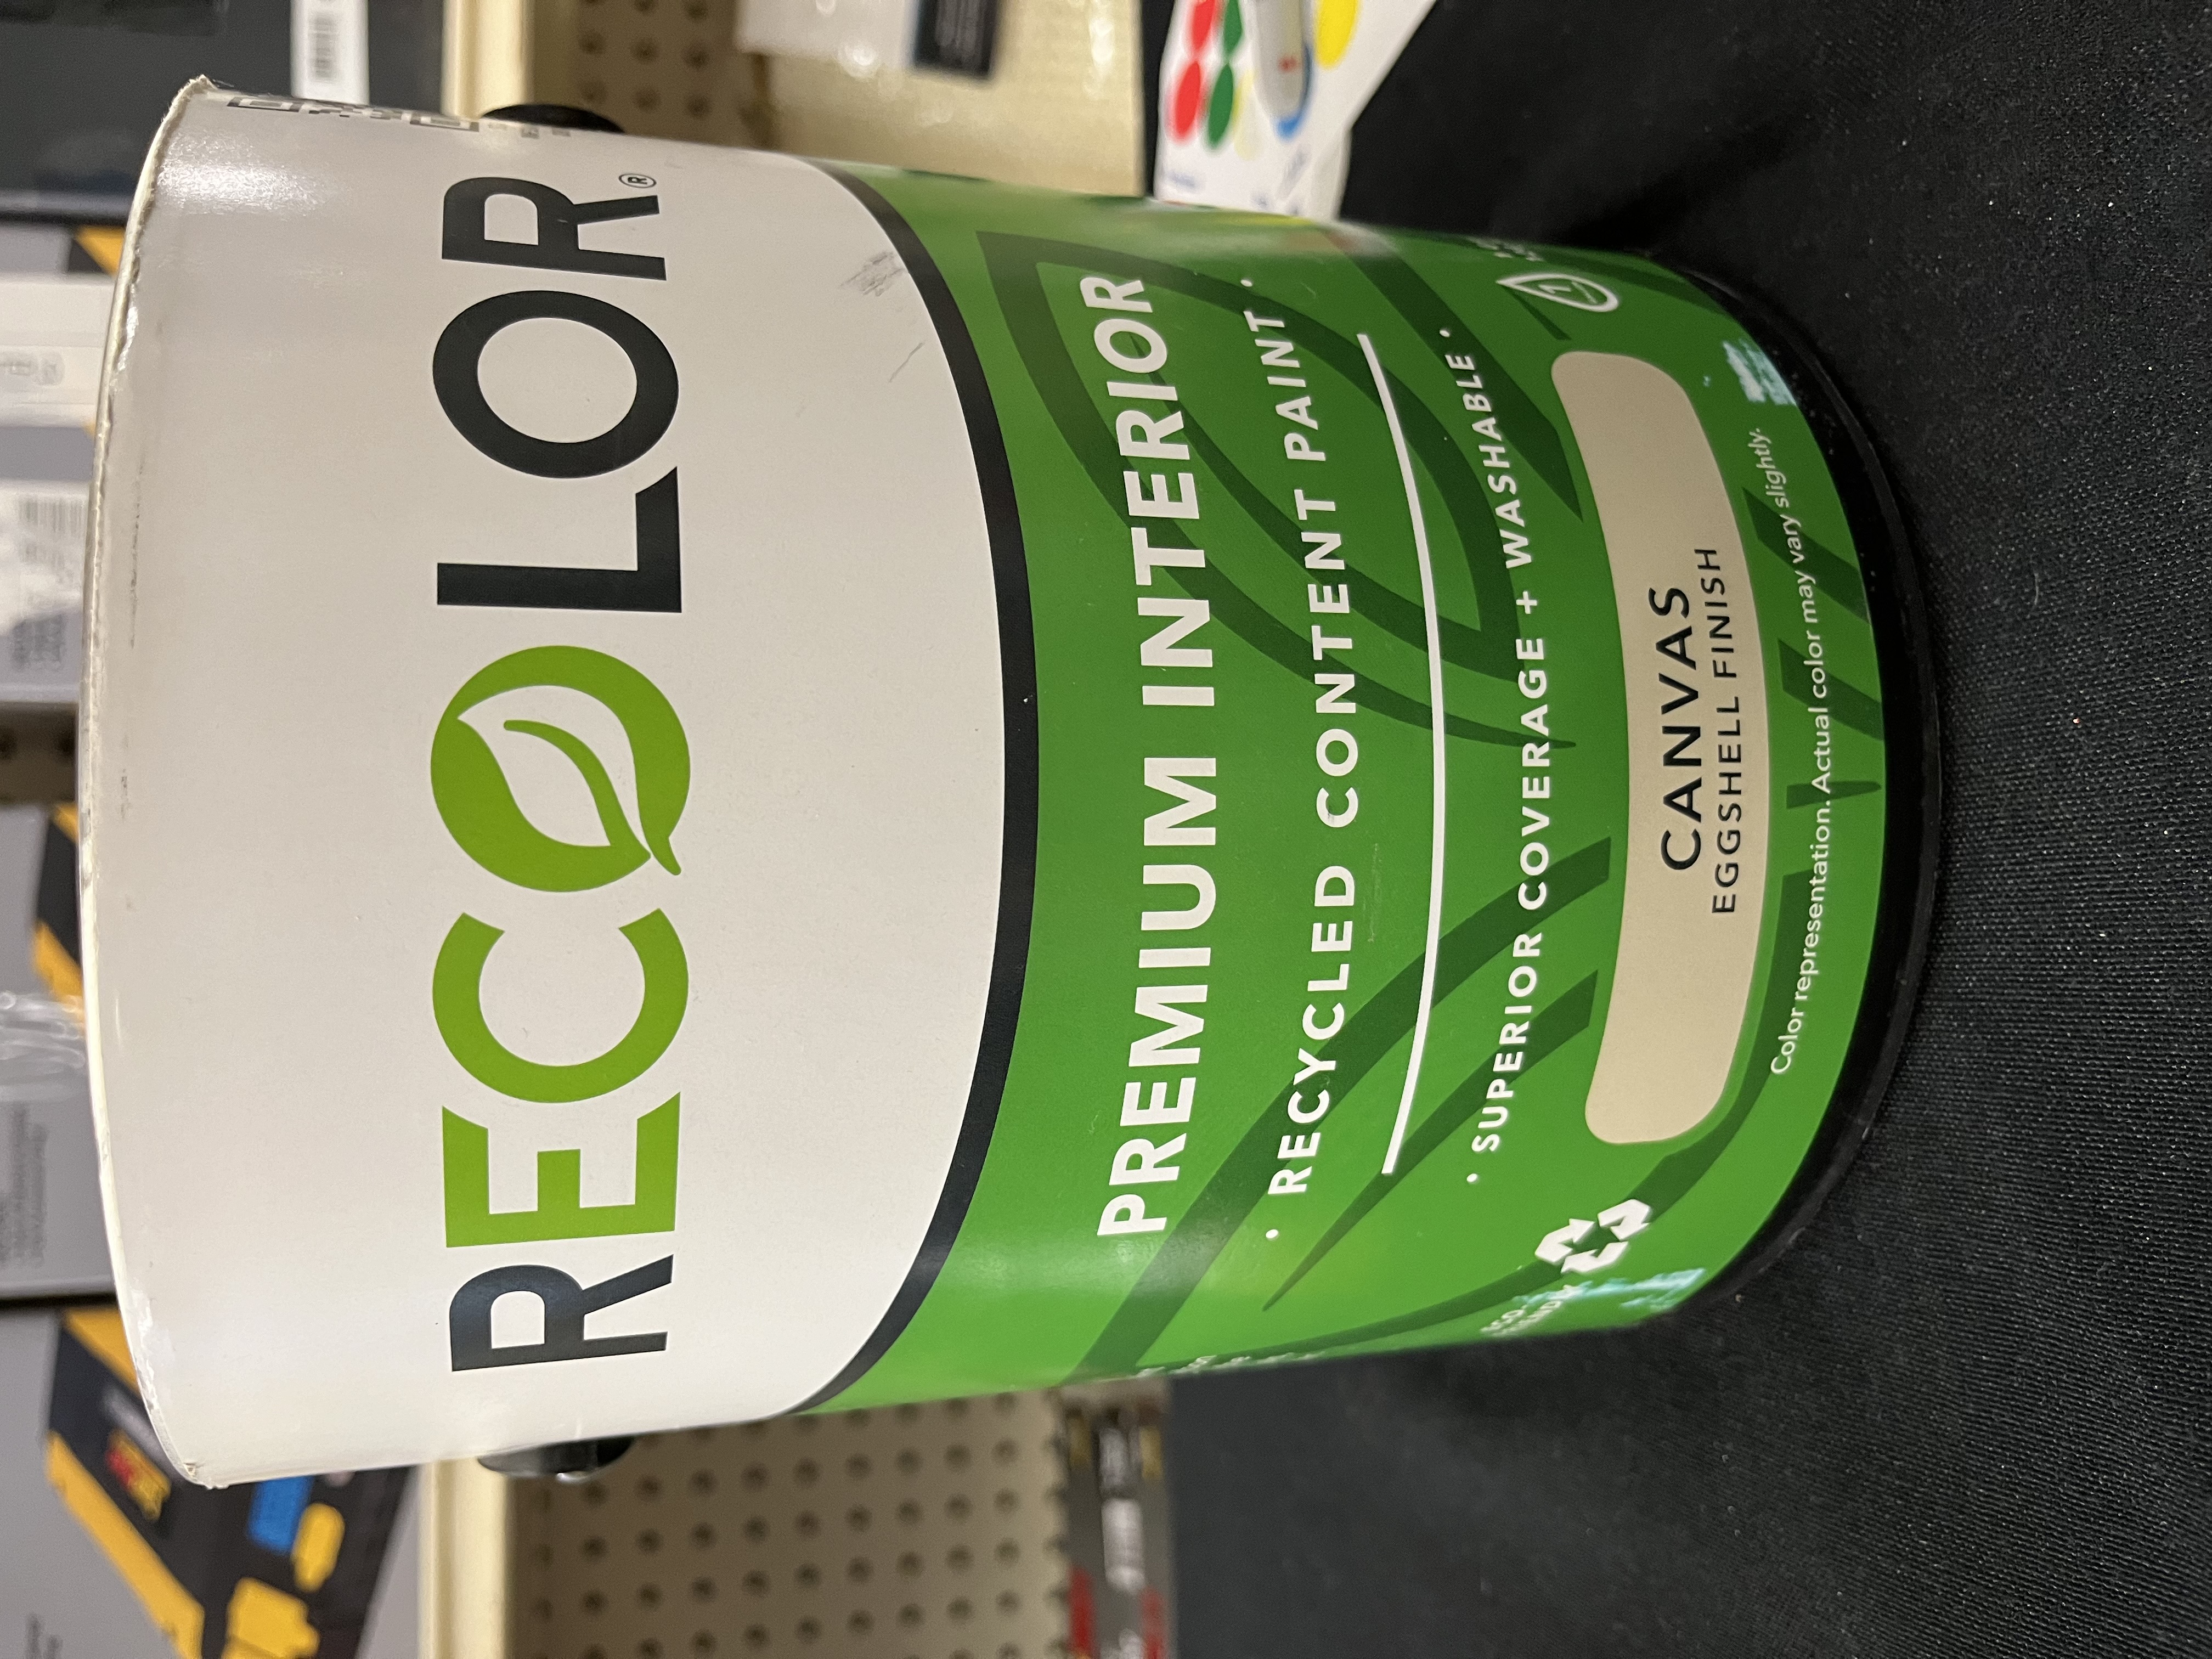 RECOLOR®
PREMIUM INTERIOR
• RECYCLED CONTENT PAINT •
• SUPERIOR COVERAGE + WASHABLE •
CANVAS
EGGSHELL FINISH
Color representation. Actual color may vary slightly.